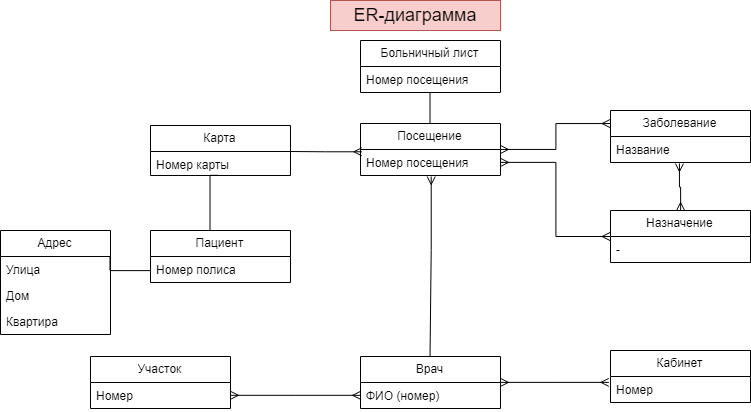 ER-диаграмма
Больничный лист
Номер посещения
Карта
Номер карты
Посещение
Номер посещения
Заболевание
Название
Назначение
-
Адрес
Улица
Дом
Квартира
Пациент
Номер полиса
Участок
Номер
Врач
ФИО (номер)
Кабинет
Номер